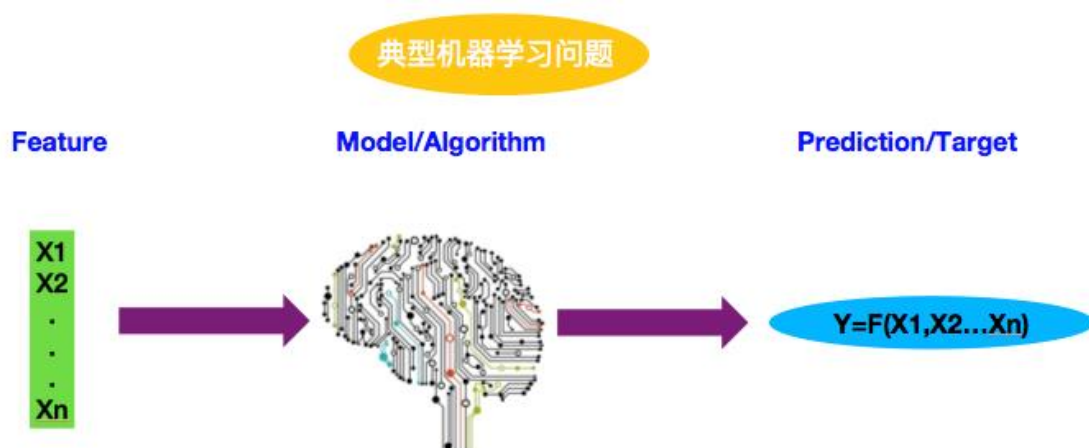 典型机器学习问题
Feature
Model/Algorithm
Prediction/Target
X1
X2
.
.
.
Xn
Y=F(X1,X2...Xn)